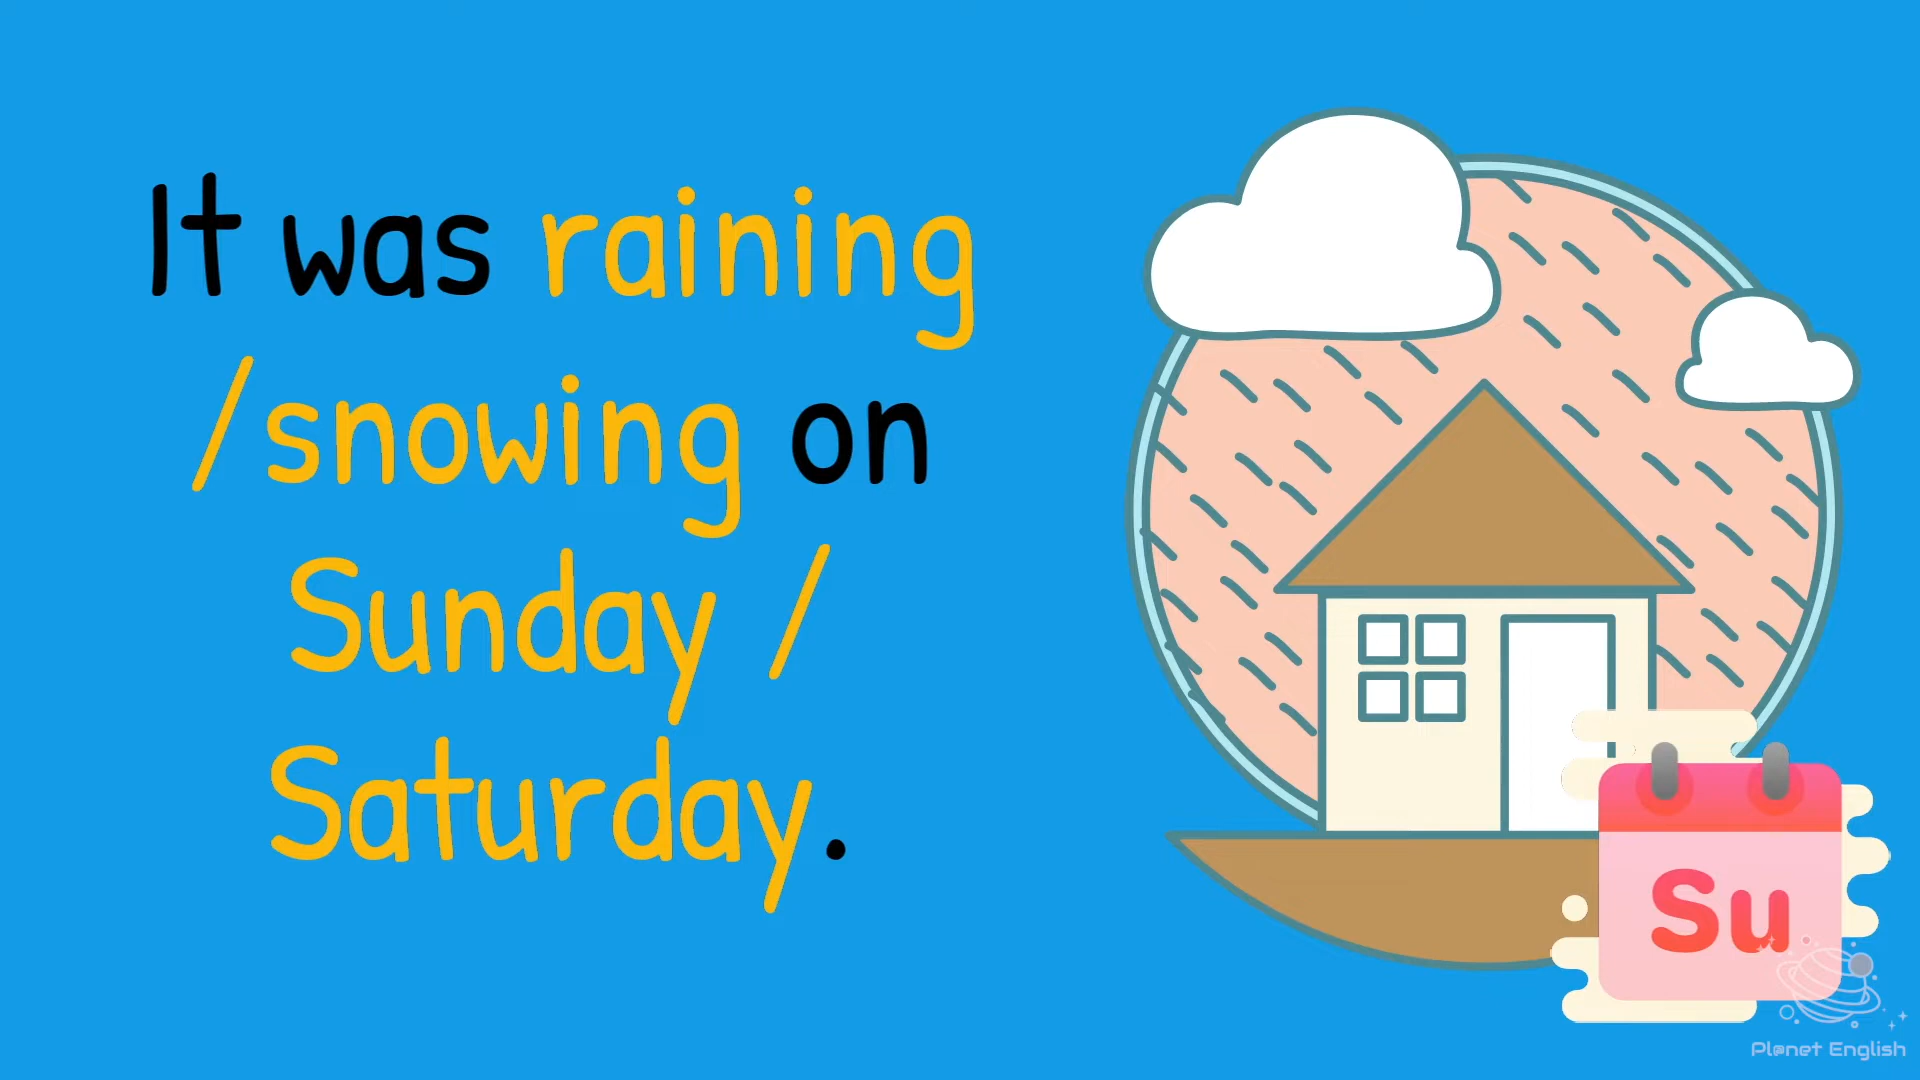 It was raining
/snowing on
Sunday /
Saturday.
Su
Planet English